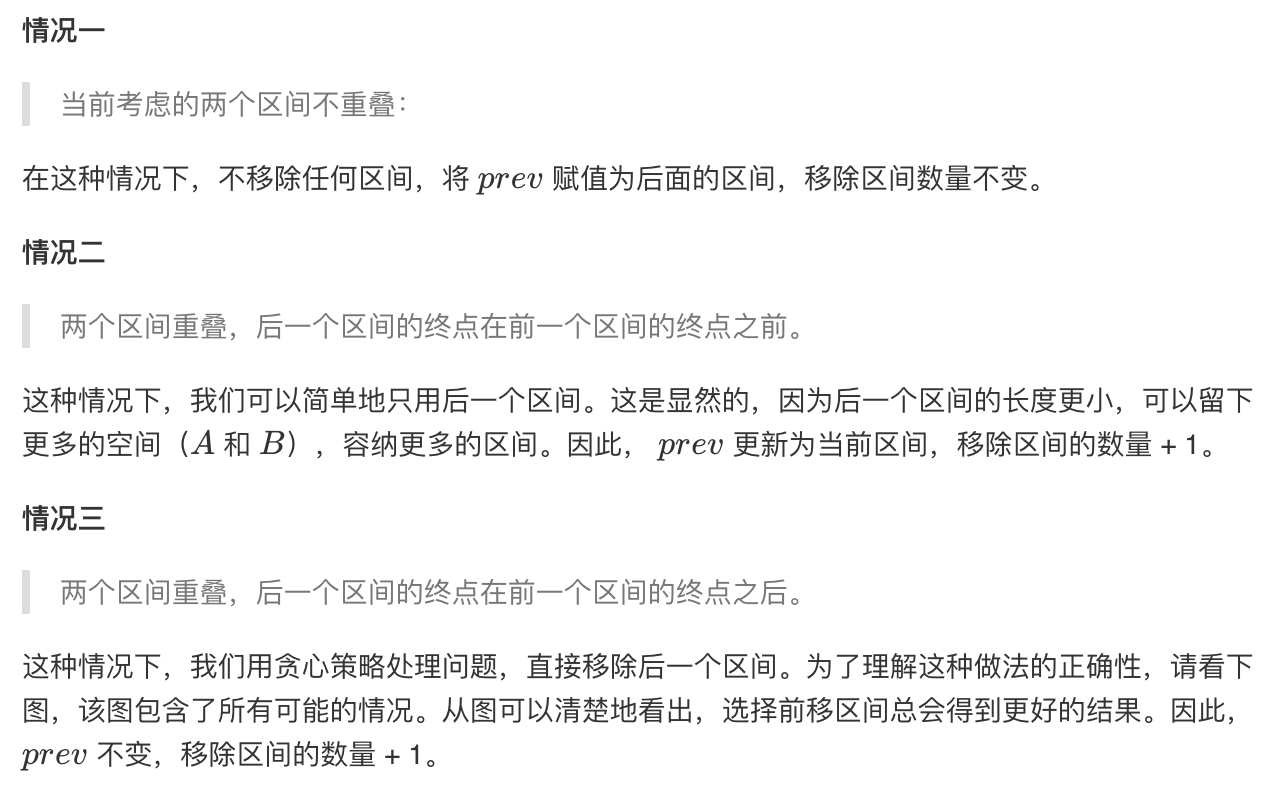 情况一
当前考虑的两个区间不重叠：
在这种情况下，不移除任何区间，将 prev 赋值为后面的区间，移除区间数量不变。
情况二
两个区间重叠，后一个区间的终点在前一个区间的终点之前。
这种情况下，我们可以简单地只用后一个区间。这是显然的，因为后一个区间的长度更小，可以留下
更多的空间（A 和 B），容纳更多的区间。因此， prev 更新为当前区间，移除区间的数量 + 1。
情况三
两个区间重叠，后一个区间的终点在前一个区间的终点之后。
这种情况下，我们用贪心策略处理问题，直接移除后一个区间。为了理解这种做法的正确性，请看下
图，该图包含了所有可能的情况。从图可以清楚地看出，选择前移区间总会得到更好的结果。因此，
prev 不变，移除区间的数量 + 1。